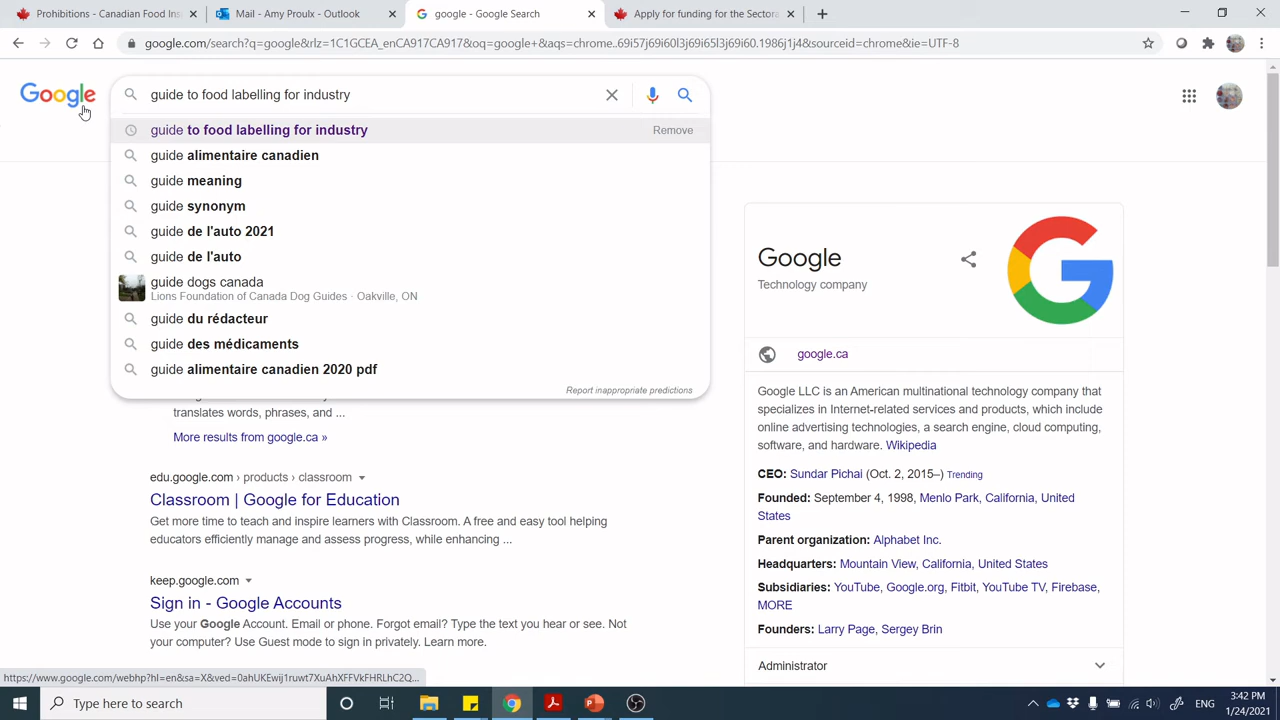 Prohibitions - Canadian Food Ins
Mail - Amy Proulx - Outlook
google - Google Search
Apply for funding for the Sectora
google.com/search?q=google&rlz=1C1GCEA_enCA917CA917&oq=google+&aqs=chrome..69i57j69i60l3j69i65l3j69i60.1986j1j4&sourceid=chrome&ie=UTF-8
Google
guide to food labelling for industry
guide to food labelling for industry
Remove
guide alimentaire canadien
guide meaning
guide synonym
guide de l'auto 2021
guide de l'auto
guide dogs canada
Lions Foundation of Canada Dog Guides · Oakville, ON
guide du rédacteur
guide des médicaments
guide alimentaire canadien 2020 pdf
Report inappropriate predictions
translates words, phrases, and ...
More results from google.ca »
edu.google.com › products › classroom
Classroom | Google for Education
Get more time to teach and inspire learners with Classroom. A free and easy tool helping
educators efficiently manage and assess progress, while enhancing ...
keep.google.com
Sign in - Google Accounts
Use your Google Account. Email or phone. Forgot email? Type the text you hear or see. Not
your computer? Use Guest mode to sign in privately. Learn more.
Google
Technology company
G
google.ca
Google LLC is an American multinational technology company that
specializes in Internet-related services and products, which include
online advertising technologies, a search engine, cloud computing,
software, and hardware. Wikipedia
CEO: Sundar Pichai (Oct. 2, 2015–) Trending
Founded: September 4, 1998, Menlo Park, California, United
States
Parent organization: Alphabet Inc.
Headquarters: Mountain View, California, United States
Subsidiaries: YouTube, Google.org, Fitbit, YouTube TV, Firebase,
MORE
Founders: Larry Page, Sergey Brin
Administrator
https://www.google.com/webhp?hl=en&sa=X&ved=0ahUKEwij1ruwt7XuAhXFFVkFHRLhC2Q...
Type here to search
ENG
3:42 PM
1/24/2021